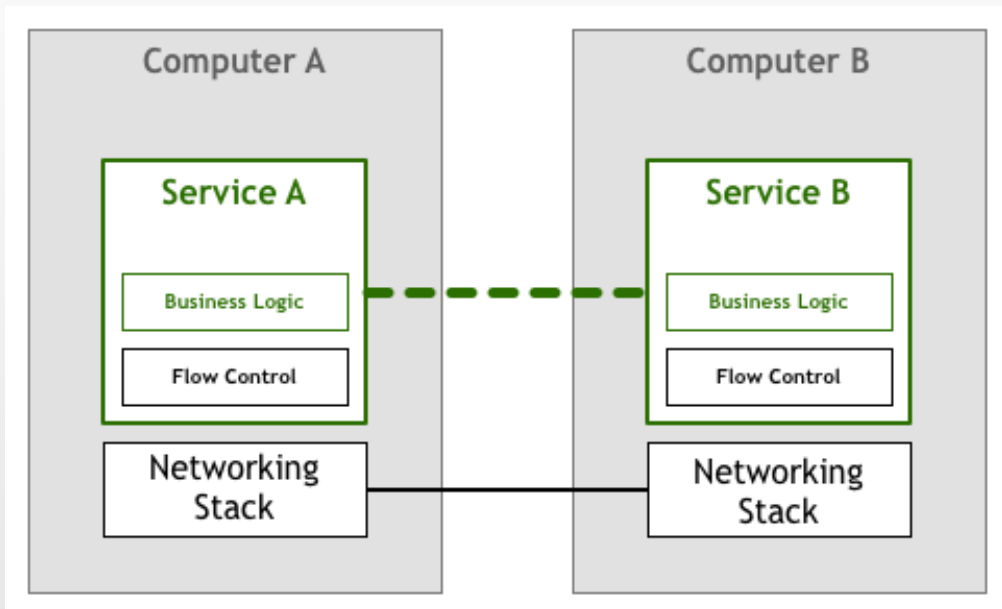 Computer A
Service A
Business Logic
Flow Control
Networking
Stack
Computer B
Service B
Business Logic
Flow Control
Networking
Stack